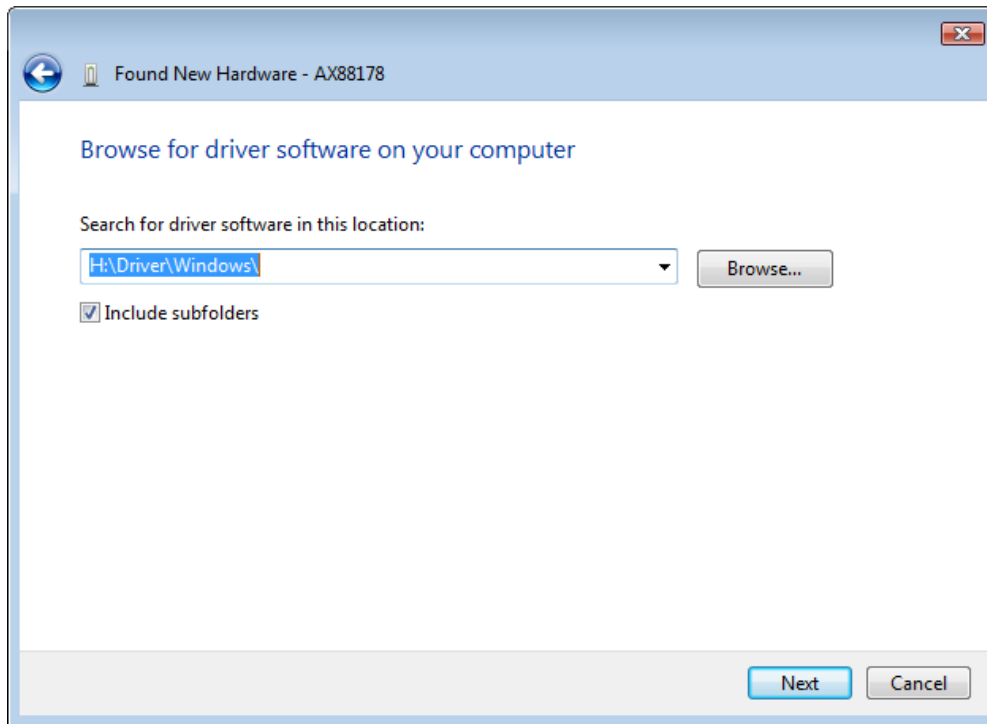 Found New Hardware - AX88178
Browse for driver software on your computer
Search for driver software in this location:
H:\Driver\Windows\
Browse...
Include subfolders
Next
Cancel